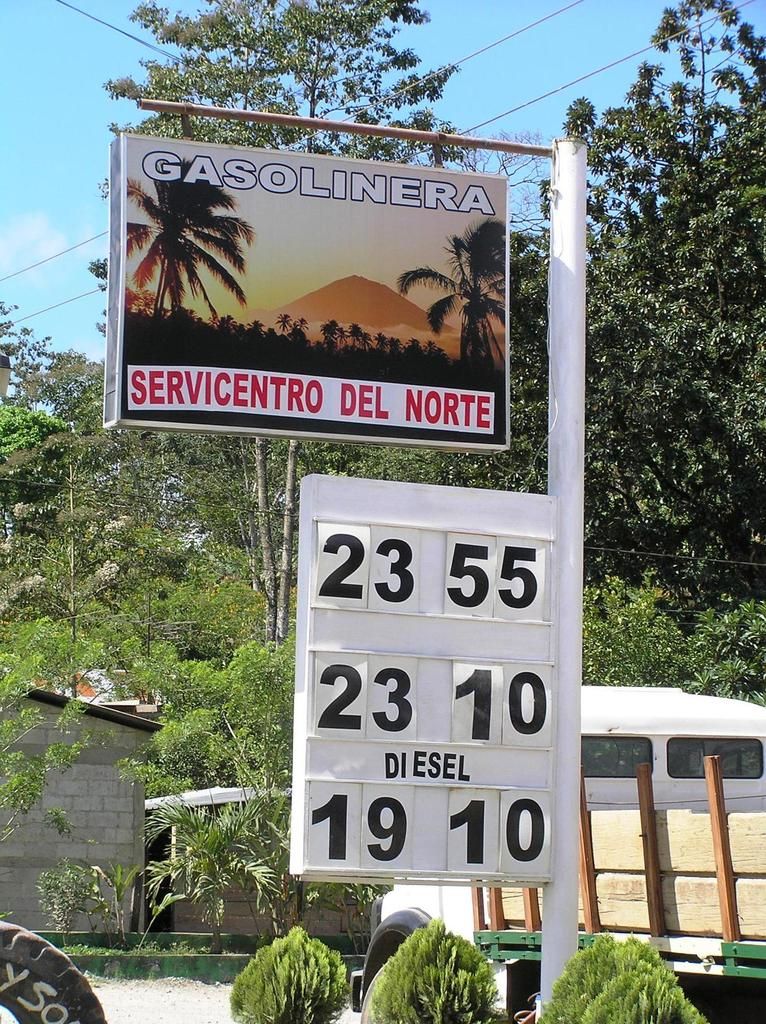 GASOLINERA
SERVICENTRO DEL NORTE
23 55
23 10
DIESEL
19 10